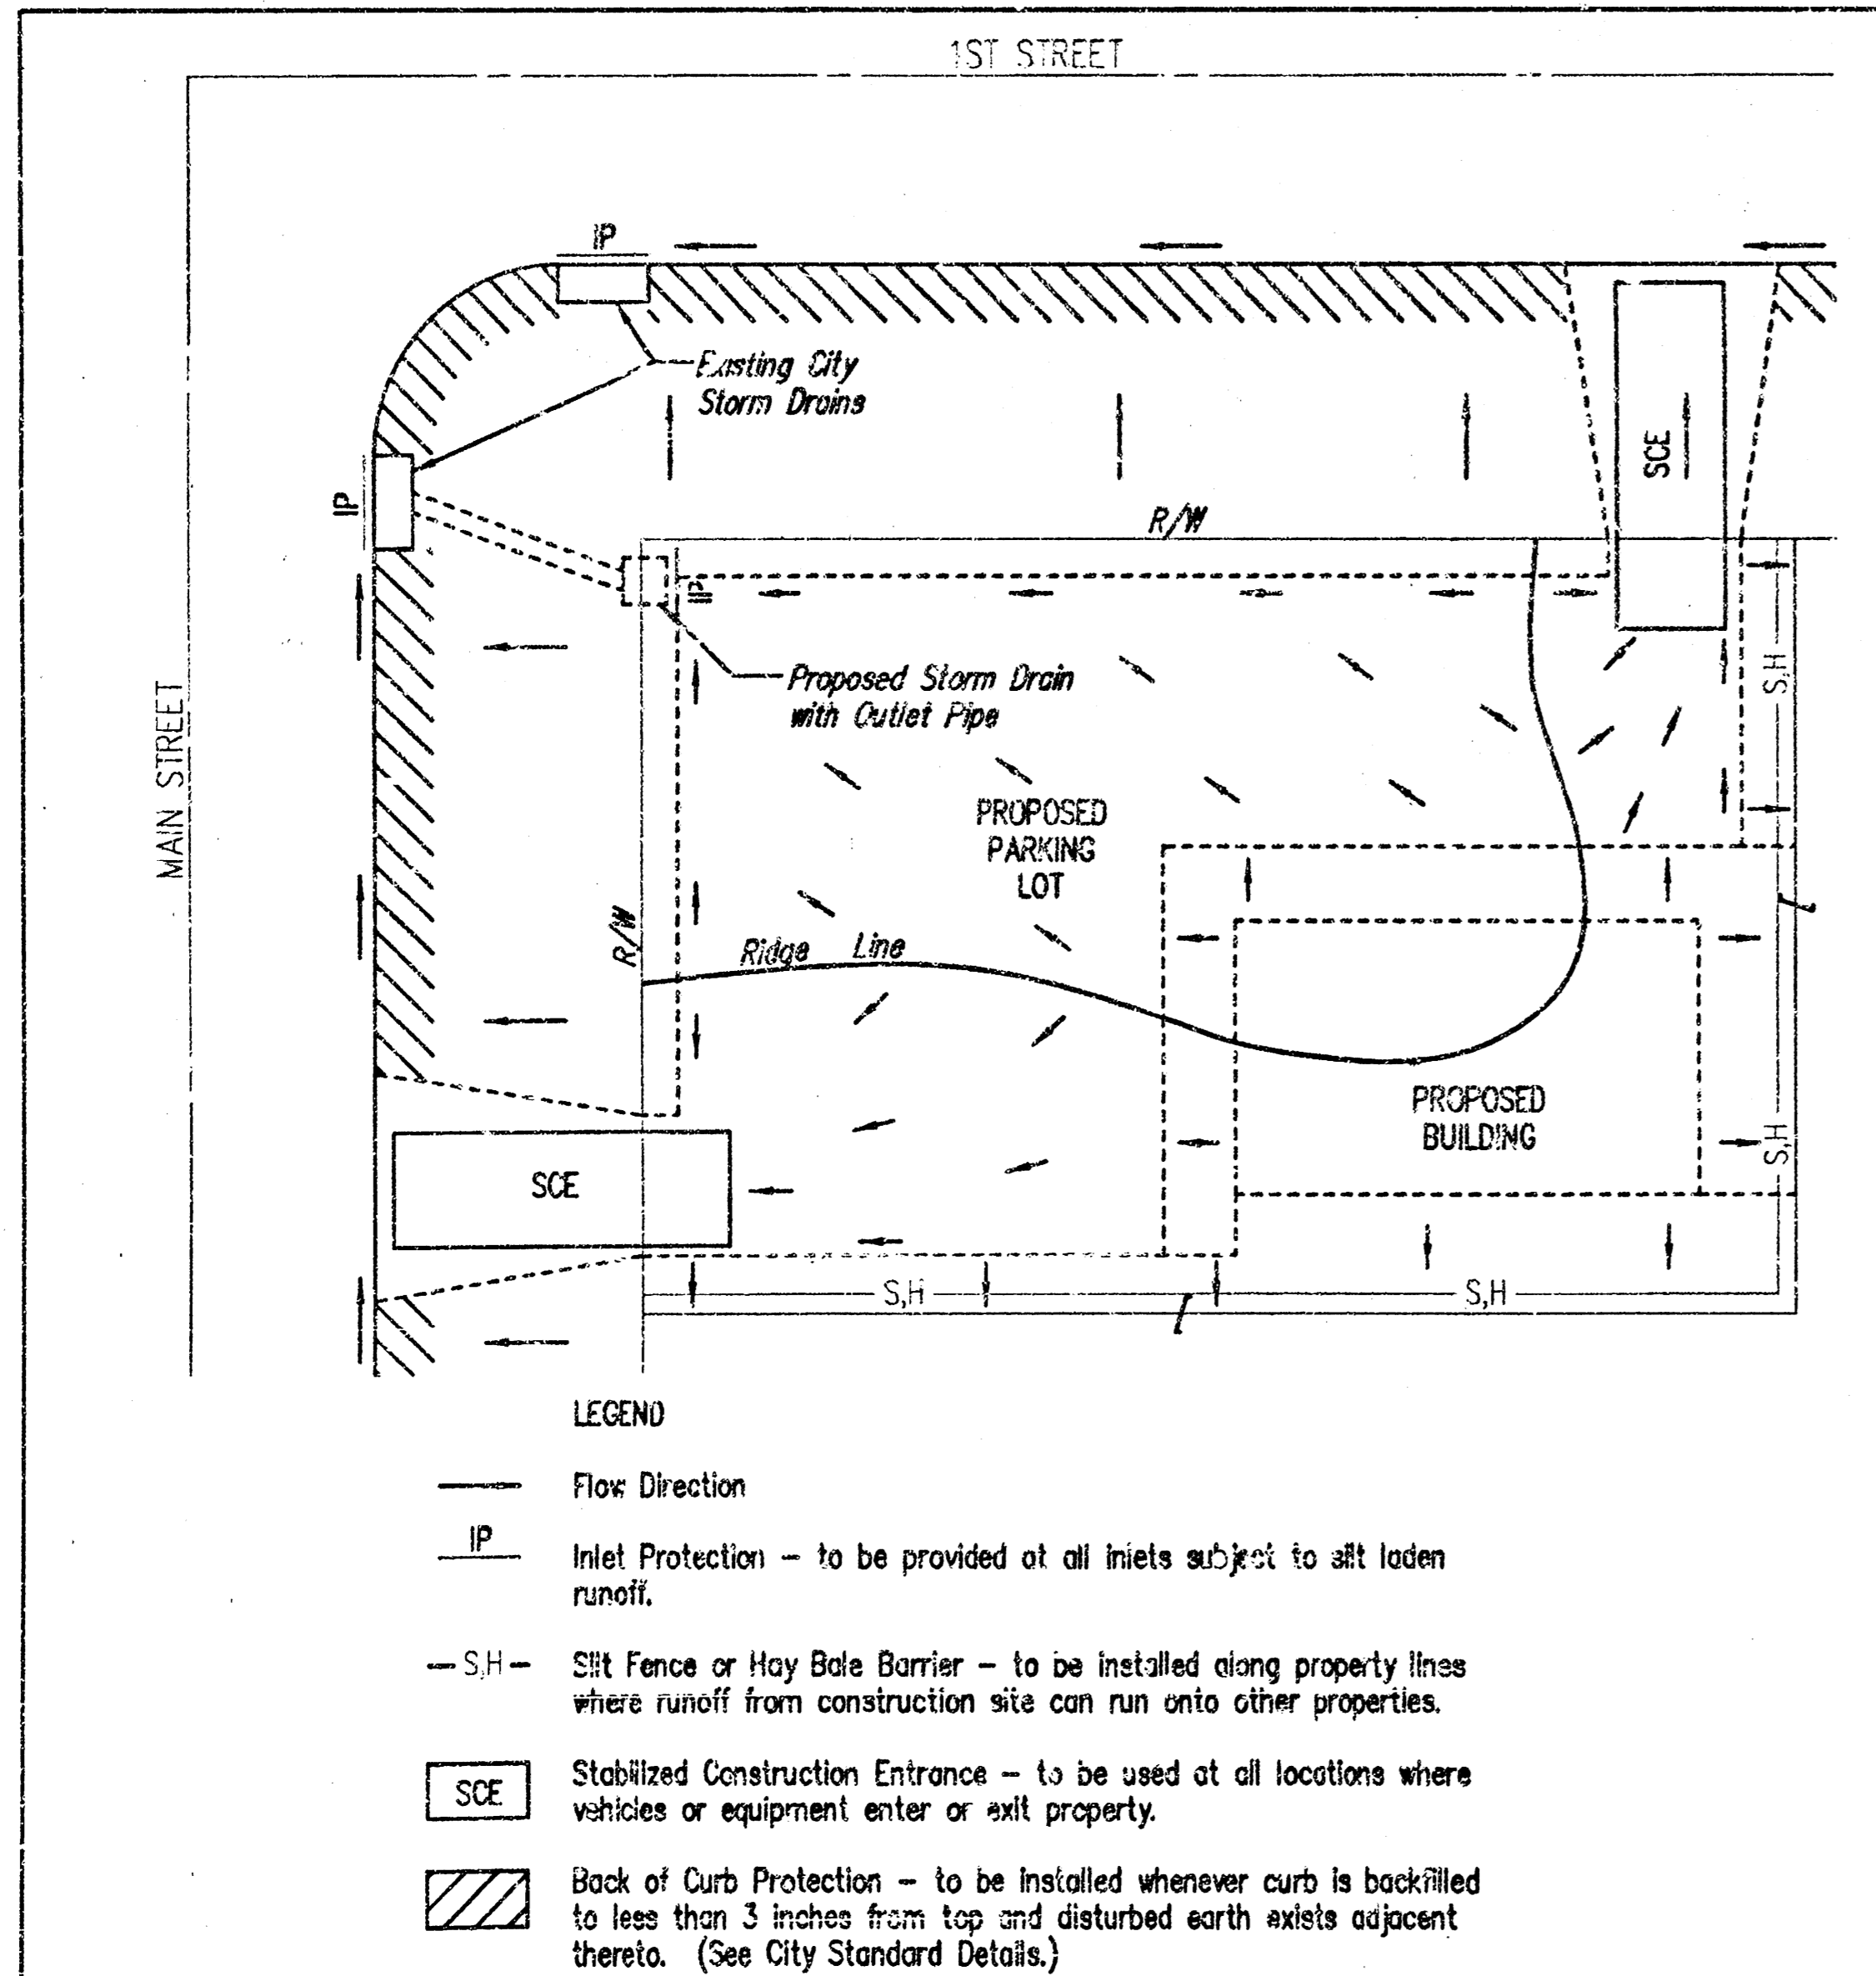 1ST STREET
IP
Existing City
Storm Drains
IP
SCE
R/W
IP
Proposed Storm Drain
with Outlet Pipe
S,H
MAIN STREET
PROPOSED
PARKING
LOT
R/W
Ridge Line
PROPOSED
BUILDING
S,H
SCE
S,H
S,H
LEGEND
Flow Direction
IP
Inlet Protection – to be provided at all inlets subject to silt laden
runoff.
S,H
Silt Fence or Hay Bale Barrier – to be installed along property lines
where runoff from construction site can run onto other properties.
SCE
Stabilized Construction Entrance – to be used at all locations where
vehicles or equipment enter or exit property.
Back of Curb Protection – to be installed whenever curb is backfilled
to less than 3 inches from top and disturbed earth exists adjacent
thereto. (See City Standard Details.)